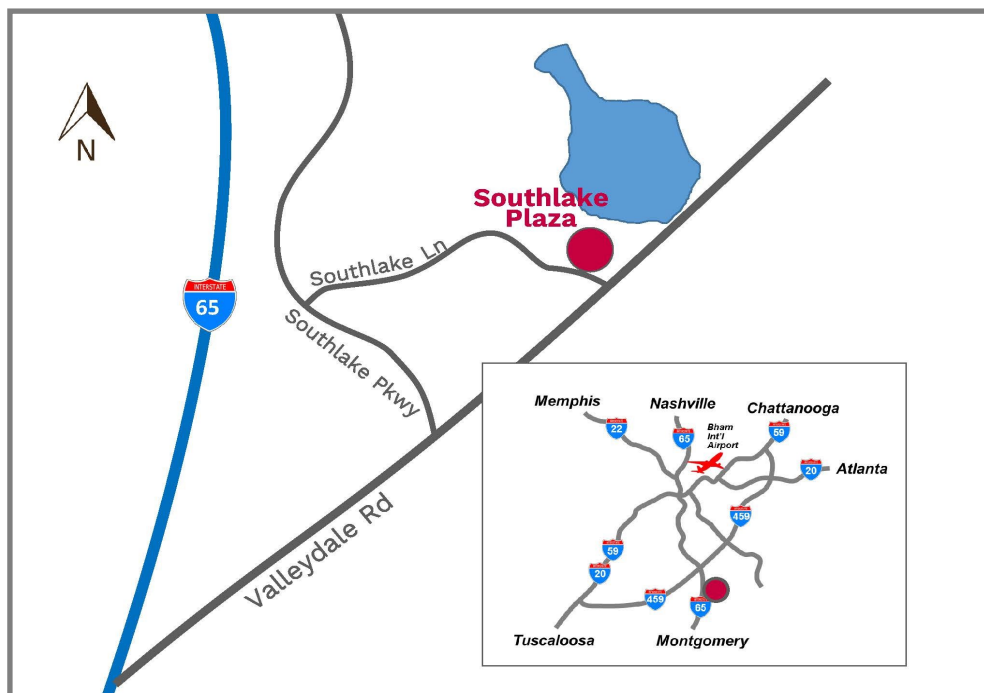 N
Southlake
Plaza
Southlake Ln
INTERSTATE
65
Southlake Pkwy
Valleydale Rd
Memphis
Nashville
Chattanooga
22
65
Bham
Int'l
Airport
59
20
Atlanta
459
59
20
459
65
Tuscaloosa
Montgomery